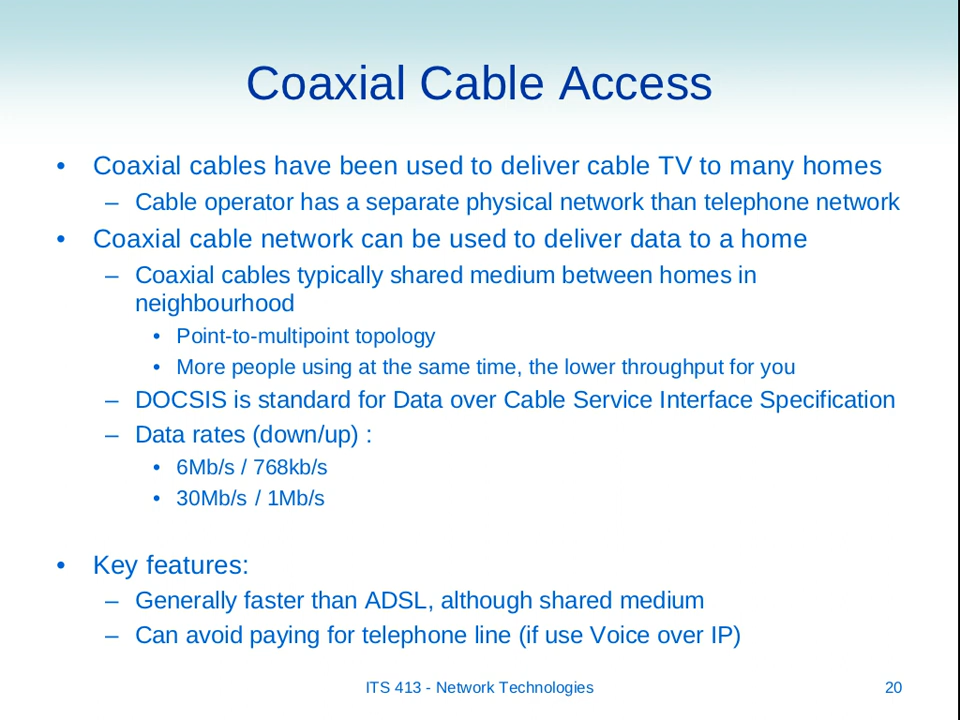 Coaxial Cable Access
• Coaxial cables have been used to deliver cable TV to many homes
– Cable operator has a separate physical network than telephone network
• Coaxial cable network can be used to deliver data to a home
– Coaxial cables typically shared medium between homes in
neighbourhood
• Point-to-multipoint topology
• More people using at the same time, the lower throughput for you
– DOCSIS is standard for Data over Cable Service Interface Specification
– Data rates (down/up) :
• 6Mb/s / 768kb/s
• 30Mb/s / 1Mb/s
• Key features:
– Generally faster than ADSL, although shared medium
– Can avoid paying for telephone line (if use Voice over IP)
ITS 413 - Network Technologies
20